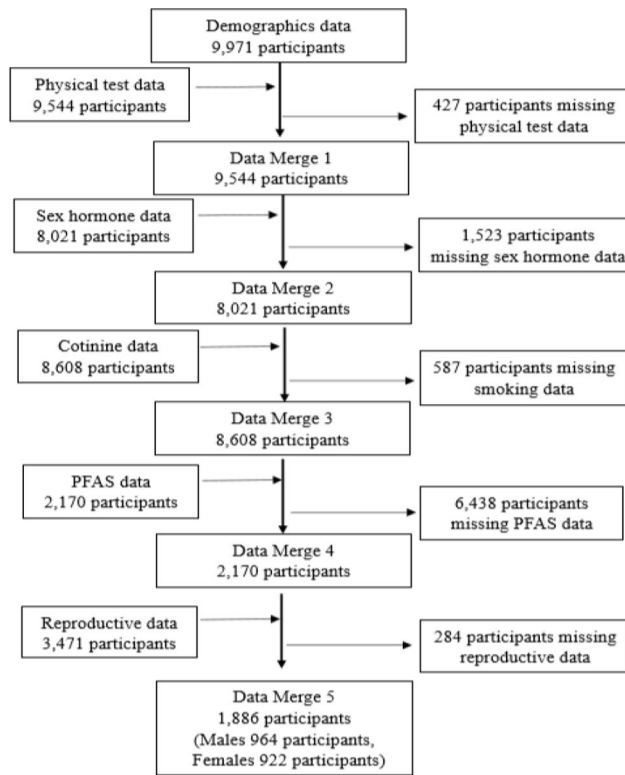 Demographics data
9,971 participants
Physical test data
9,544 participants
427 participants missing
physical test data
Data Merge 1
9,544 participants
Sex hormone data
8,021 participants
1,523 participants
missing sex hormone data
Data Merge 2
8,021 participants
Cotinine data
8,608 participants
587 participants missing
smoking data
Data Merge 3
8,608 participants
PFAS data
2,170 participants
6,438 participants
missing PFAS data
Data Merge 4
2,170 participants
Reproductive data
3,471 participants
284 participants missing
reproductive data
Data Merge 5
1,886 participants
(Males 964 participants,
Females 922 participants)